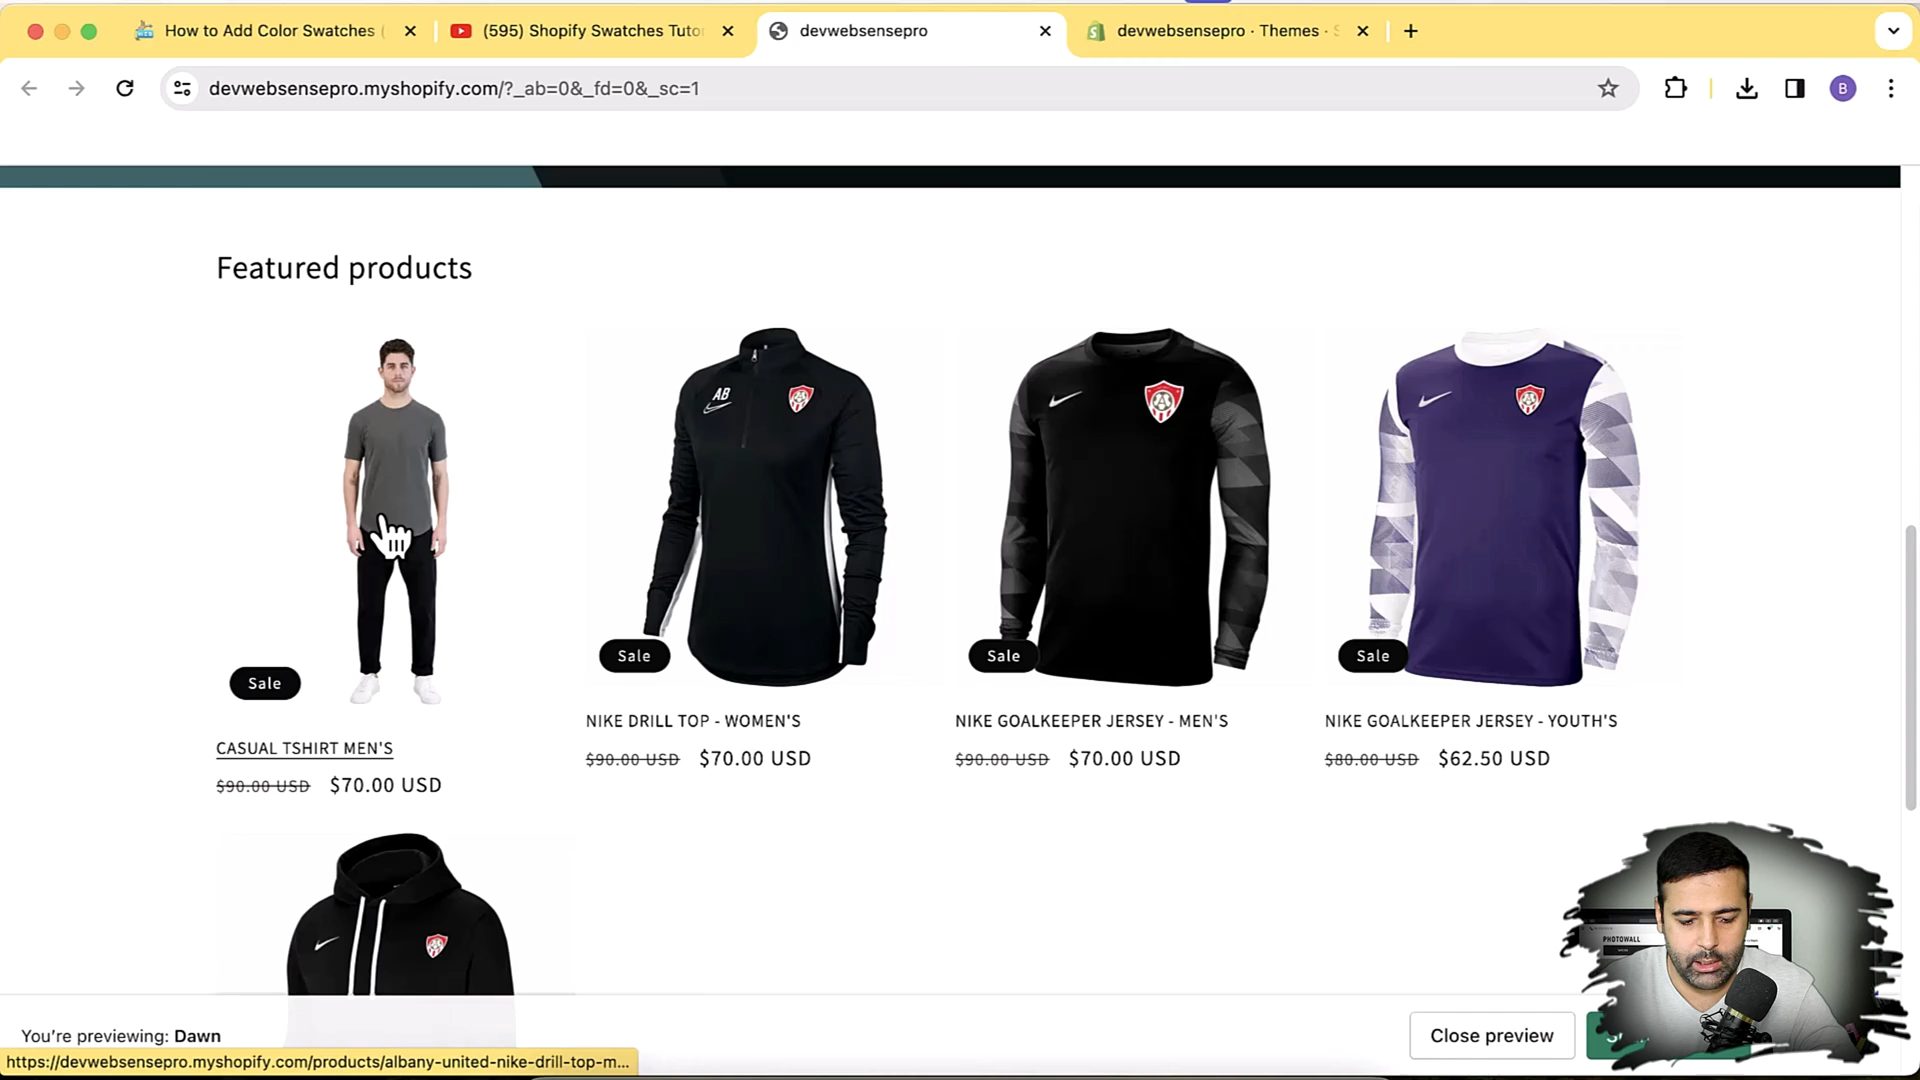 How to Add Color Swatches (
(595) Shopify Swatches Tuto
devwebsensepro
devwebsensepro · Themes · S
devwebsensepro.myshopify.com/?_ab=0&_fd=0&_sc=1
B
Featured products
AB
Sale
Sale
Sale
Sale
CASUAL TSHIRT MEN'S
$90.00 USD $70.00 USD
NIKE DRILL TOP - WOMEN'S
$90.00 USD $70.00 USD
NIKE GOALKEEPER JERSEY - MEN'S
$90.00 USD $70.00 USD
NIKE GOALKEEPER JERSEY - YOUTH'S
$80.00 USD $62.50 USD
PHOTOWALL
You're previewing: Dawn
Close preview
https://devwebsensepro.myshopify.com/products/albany-united-nike-drill-top-m...